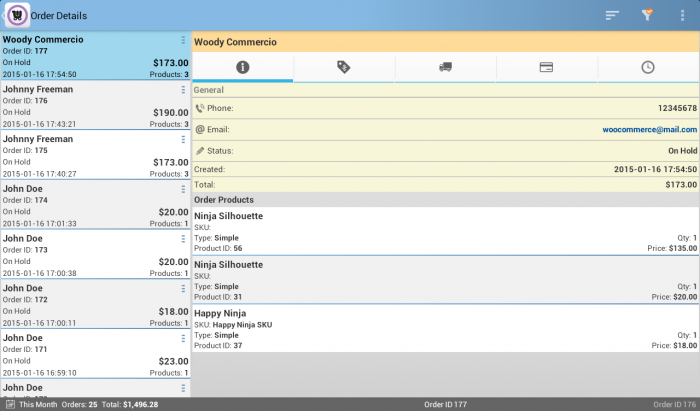 Order Details
Woody Commercio
Order ID: 177
On Hold $173.00
2015-01-16 17:54:50 Products: 3
Johnny Freeman
Order ID: 176
On Hold $190.00
2015-01-16 17:43:21 Products: 3
Johnny Freeman
Order ID: 175
On Hold $173.00
2015-01-16 17:40:27 Products: 3
John Doe
Order ID: 174
On Hold $20.00
2015-01-16 17:01:33 Products: 1
John Doe
Order ID: 173
On Hold $20.00
2015-01-16 17:00:38 Products: 1
John Doe
Order ID: 172
On Hold $18.00
2015-01-16 17:00:11 Products: 1
John Doe
Order ID: 171
On Hold $23.00
2015-01-16 16:59:10 Products: 1
John Doe
Woody Commercio
General
Phone: 12345678
Email: woocommerce@mail.com
Status: On Hold
Created: 2015-01-16 17:54:50
Total: $173.00
Order Products
Ninja Silhouette
SKU:
Type: Simple Qty: 1
Product ID: 56 Price: $135.00
Ninja Silhouette
SKU:
Type: Simple Qty: 1
Product ID: 31 Price: $20.00
Happy Ninja
SKU: Happy Ninja SKU
Type: Simple Qty: 1
Product ID: 37 Price: $18.00
This Month Orders: 25 Total: $1,496.28 Order ID 177 Order ID 176